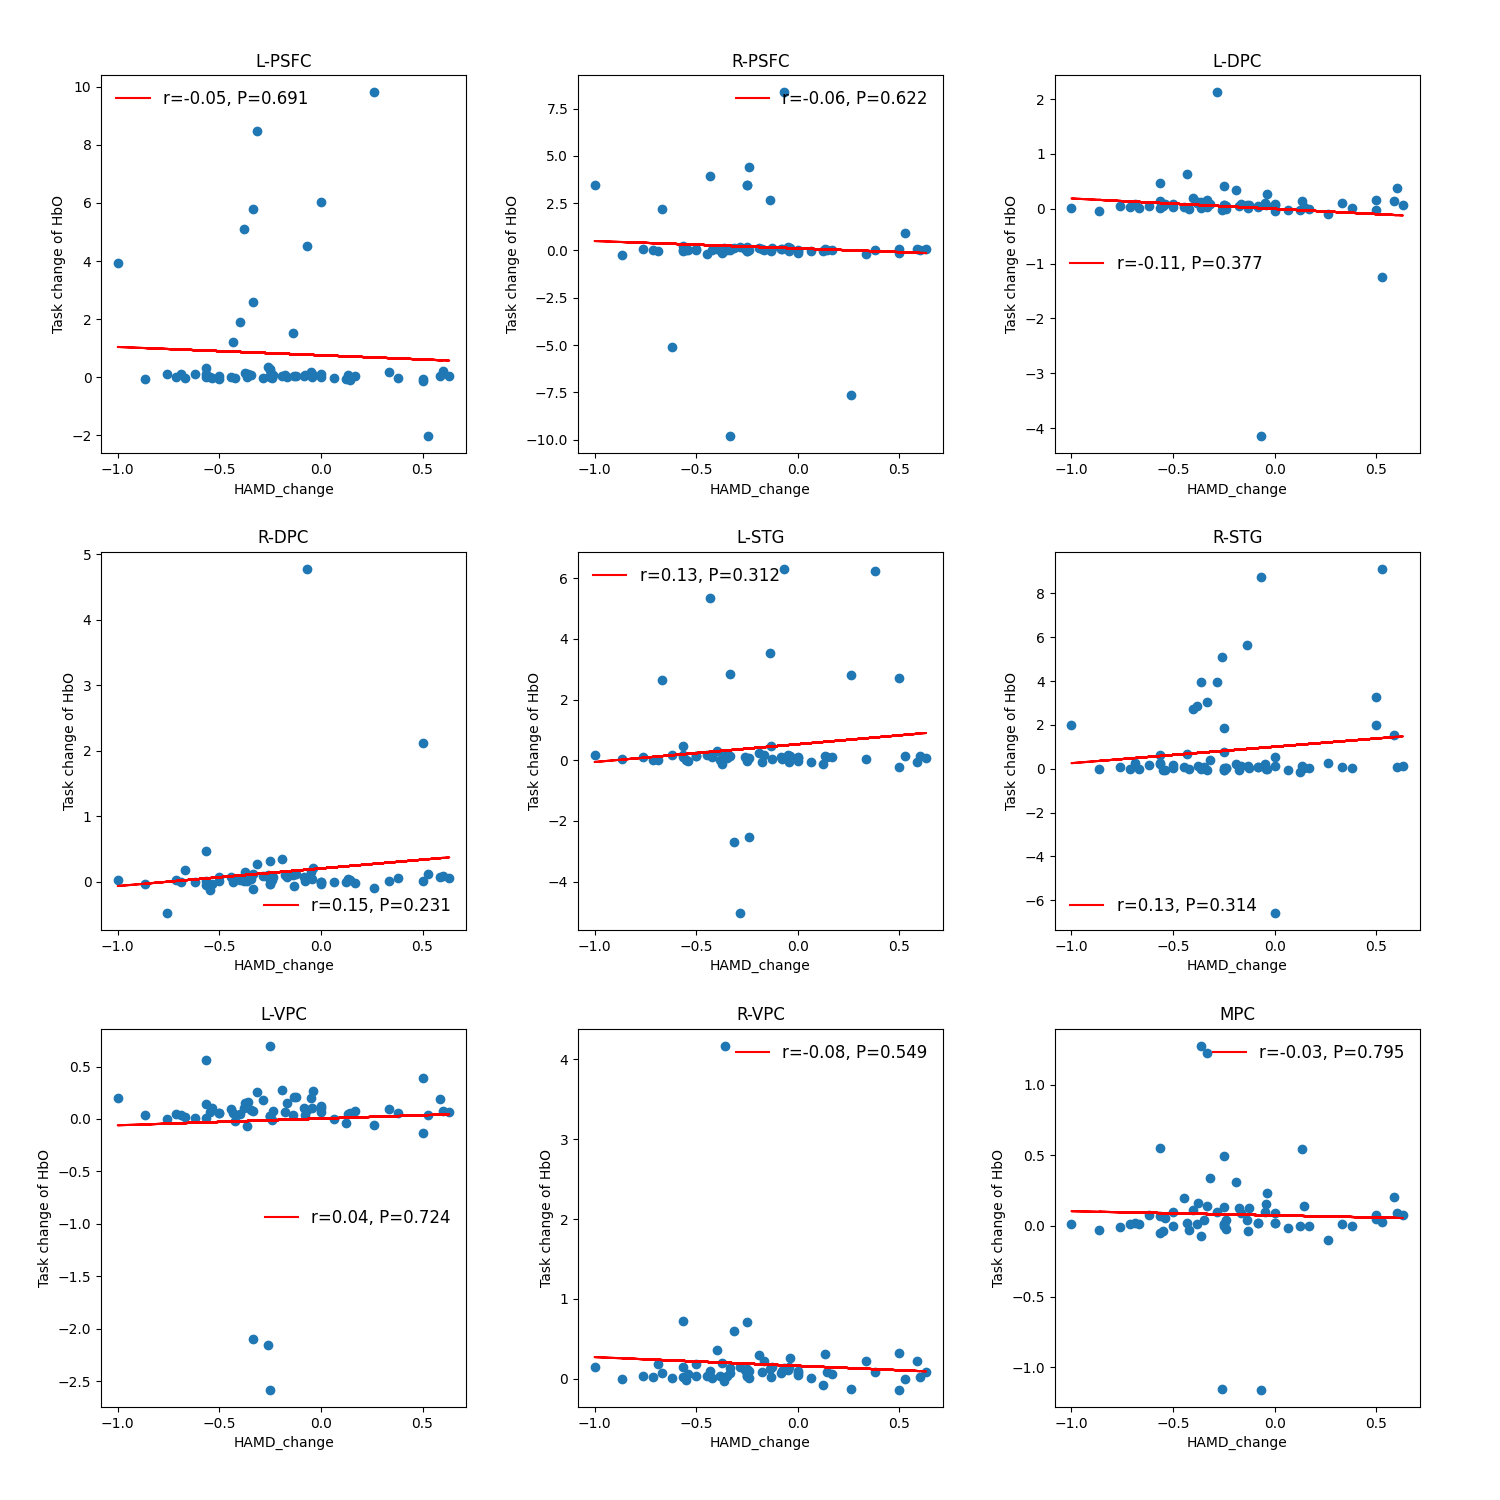 L-PSFC
r=-0.05, P=0.691
Task change of HbO
10
8
6
4
2
0
−2
−1.0 −0.5 0.0 0.5
HAMD_change
R-PSFC
r=-0.06, P=0.622
Task change of HbO
7.5
5.0
2.5
0.0
−2.5
−5.0
−7.5
−10.0
−1.0 −0.5 0.0 0.5
HAMD_change
L-DPC
r=-0.11, P=0.377
Task change of HbO
2
1
0
−1
−2
−3
−4
−1.0 −0.5 0.0 0.5
HAMD_change
R-DPC
r=0.15, P=0.231
Task change of HbO
5
4
3
2
1
0
−1.0 −0.5 0.0 0.5
HAMD_change
L-STG
r=0.13, P=0.312
Task change of HbO
6
4
2
0
−2
−4
−1.0 −0.5 0.0 0.5
HAMD_change
R-STG
r=0.13, P=0.314
Task change of HbO
8
6
4
2
0
−2
−4
−6
−1.0 −0.5 0.0 0.5
HAMD_change
L-VPC
r=0.04, P=0.724
Task change of HbO
0.5
0.0
−0.5
−1.0
−1.5
−2.0
−2.5
−1.0 −0.5 0.0 0.5
HAMD_change
R-VPC
r=-0.08, P=0.549
Task change of HbO
4
3
2
1
0
−1.0 −0.5 0.0 0.5
HAMD_change
MPC
r=-0.03, P=0.795
Task change of HbO
1.0
0.5
0.0
−0.5
−1.0
−1.0 −0.5 0.0 0.5
HAMD_change